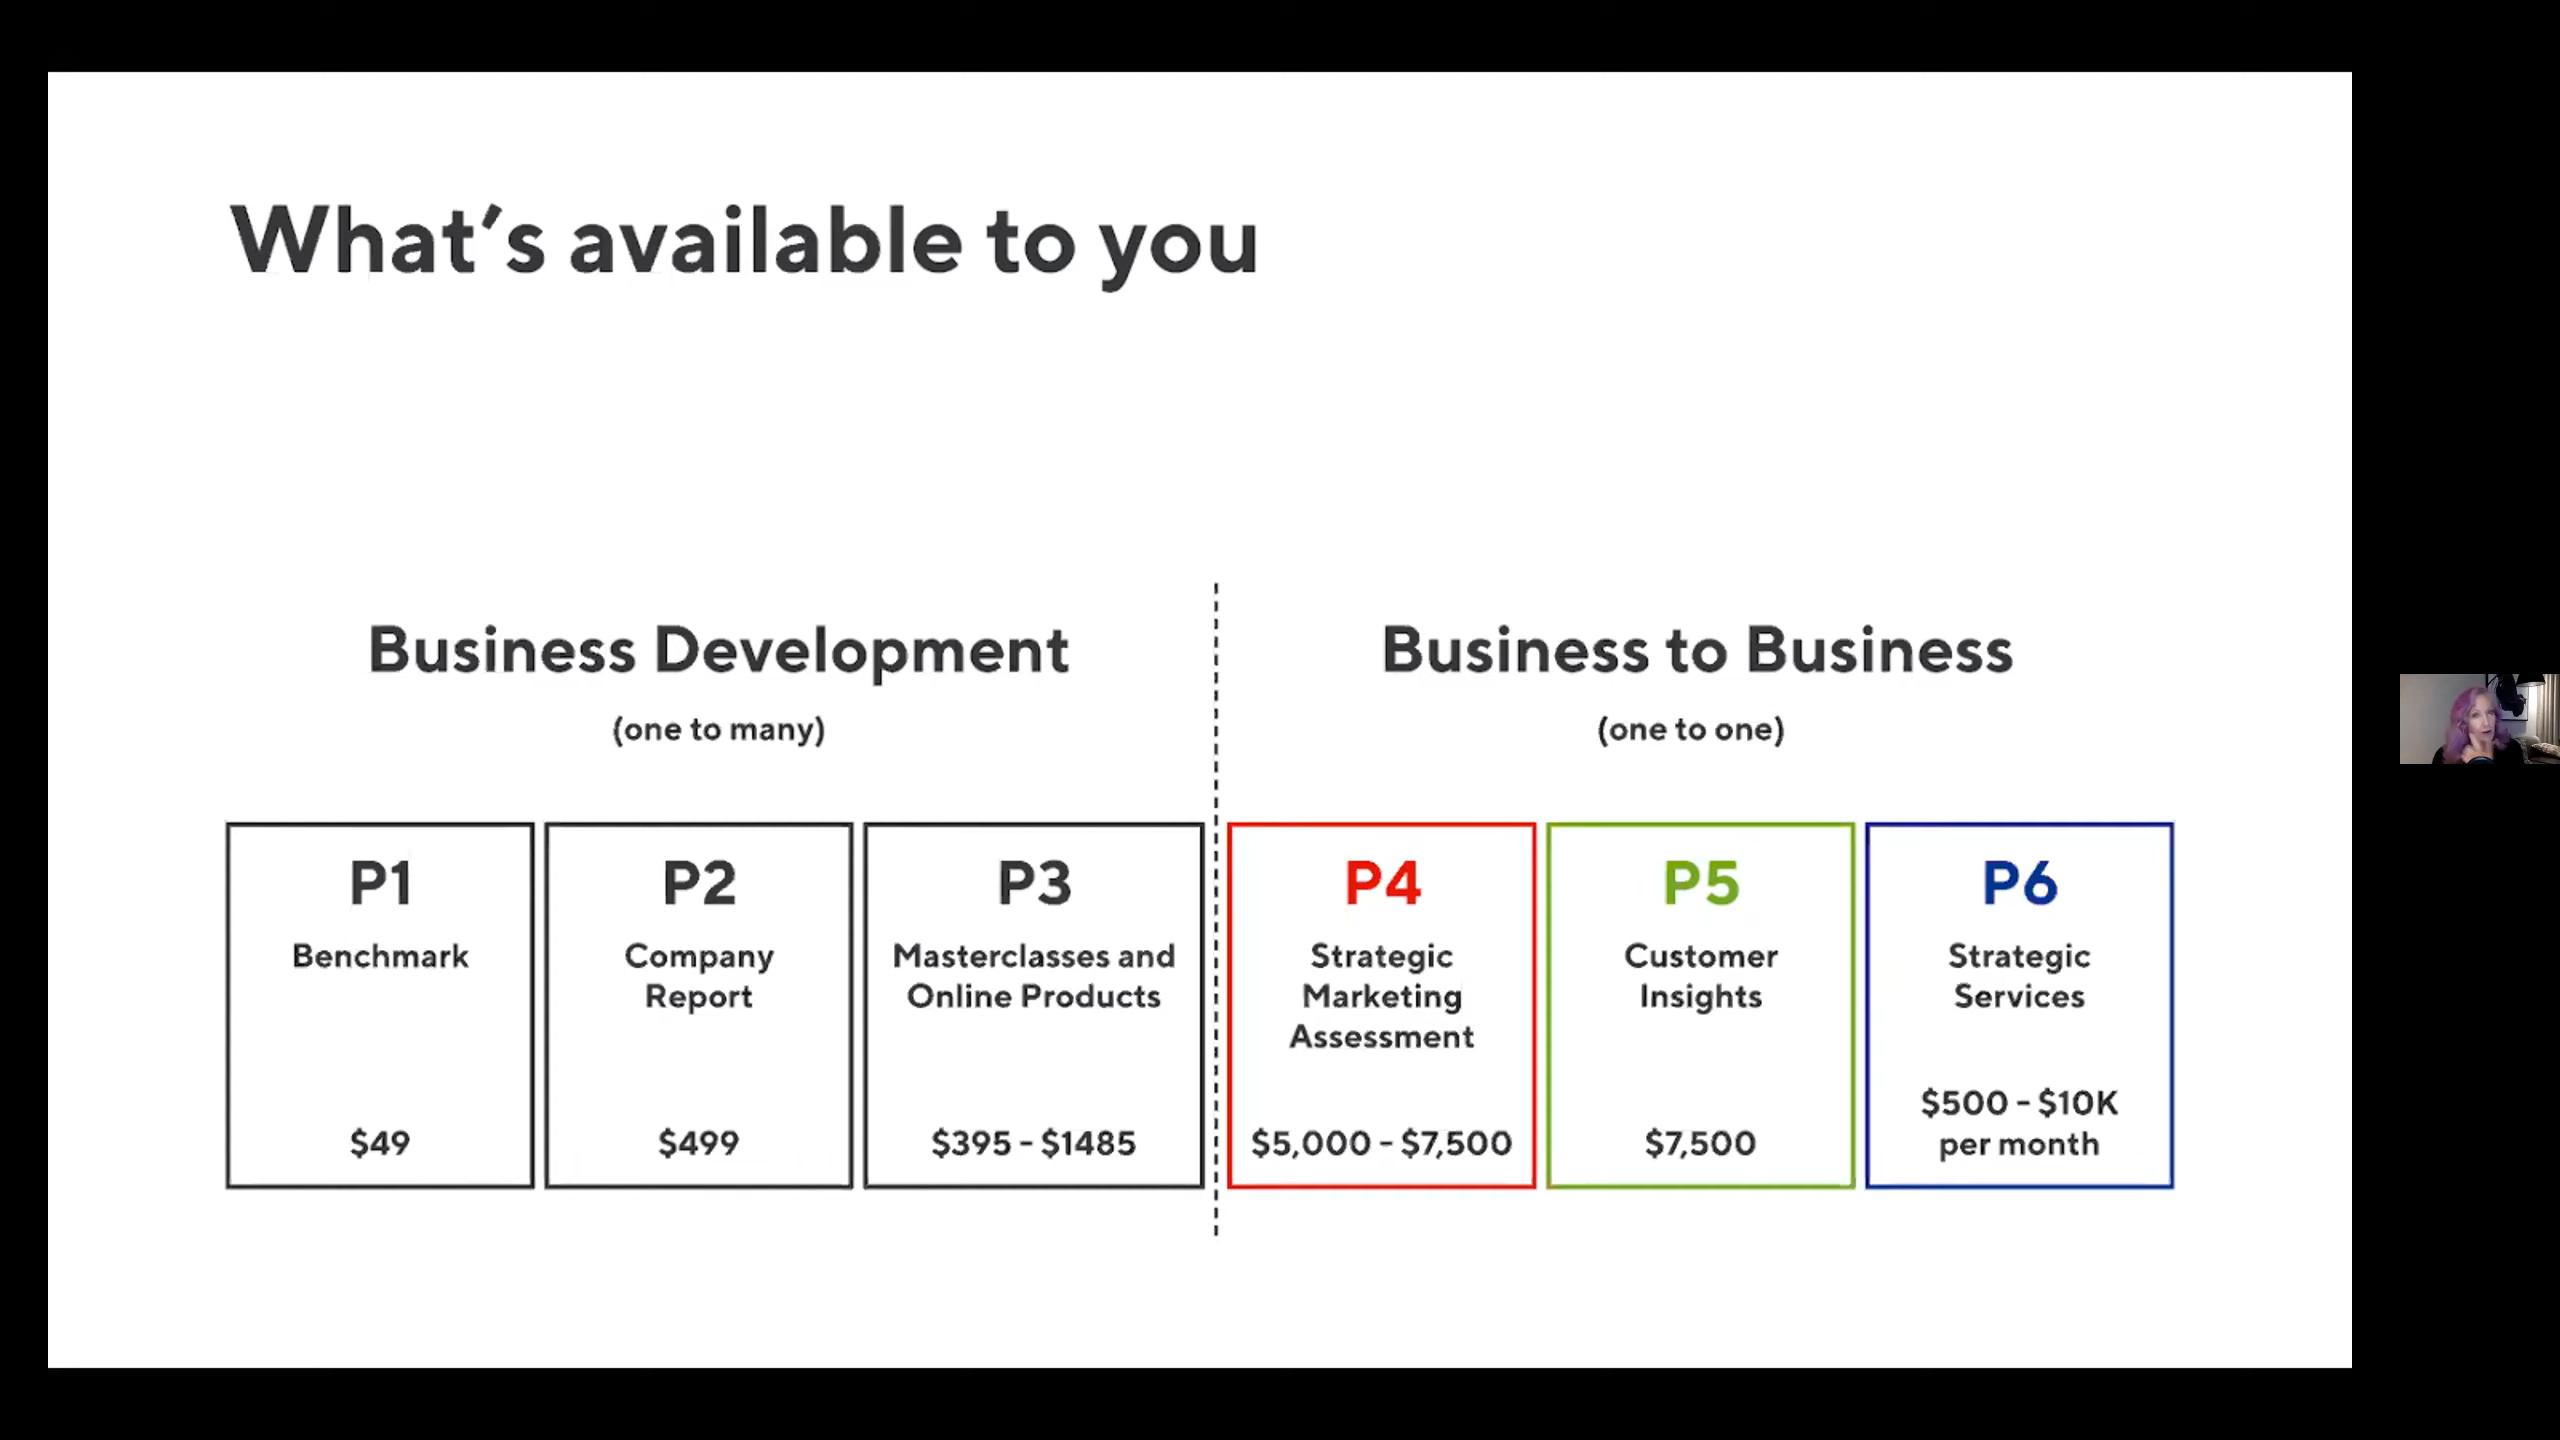 What's available to you
Business Development
(one to many)
Business to Business
(one to one)
P1
Benchmark
$49
P2
Company
Report
$499
P3
Masterclasses and
Online Products
$395 - $1485
P4
Strategic
Marketing
Assessment
$5,000 - $7,500
P5
Customer
Insights
$7,500
P6
Strategic
Services
$500 - $10K
per month